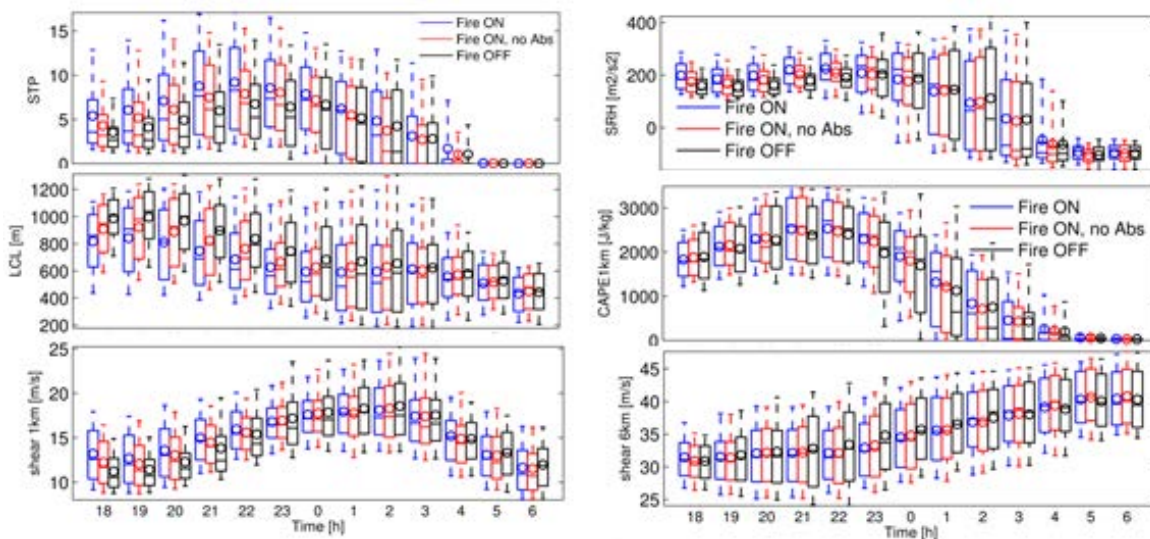 15
10
5
0
STP
Fire ON
Fire ON, no Abs
Fire OFF
400
200
0
SRH [m2/s2]
Fire ON
Fire ON, no Abs
Fire OFF
1200
1000
800
600
400
200
LCL [m]
3000
2000
1000
0
CAPE1km [J/kg]
Fire ON
Fire ON, no Abs
Fire OFF
25
20
15
10
shear 1km [m/s]
18 19 20 21 22 23 0 1 2 3 4 5 6
Time [h]
45
40
35
30
25
shear 6km [m/s]
18 19 20 21 22 23 0 1 2 3 4 5 6
Time [h]